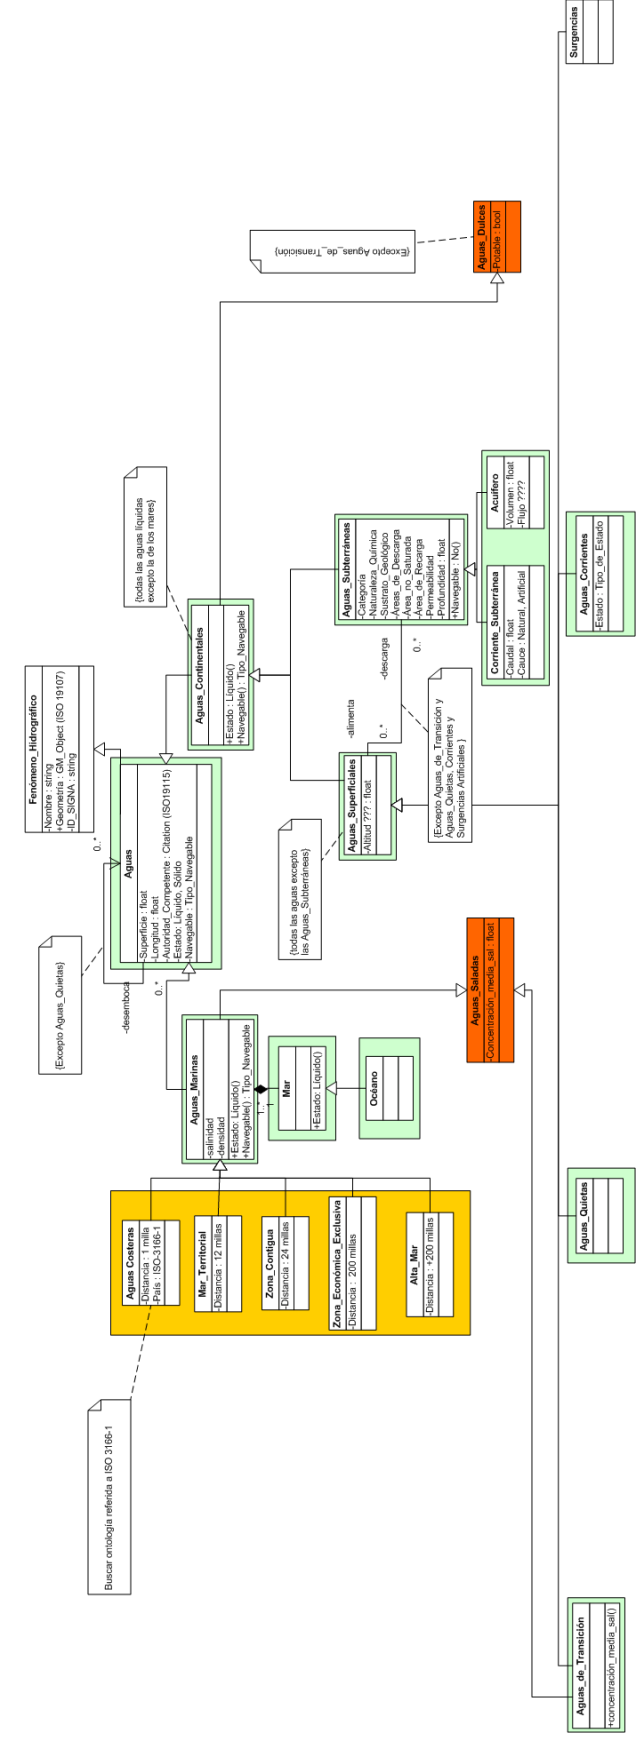 Fenómeno_Hidrográfico
-Nombre : string
+Geometría : GM_Object (ISO 19107)
-ID_SIGNA : string
{Excepto Aguas_Quietas}
0..*
Aguas
-Superficie : float
-Longitud : float
-Autoridad_Competente : Citation (ISO19115)
-Estado: Líquido, Sólido
-Navegable : Tipo_Navegable
-desemboca
0..*
{todas las aguas líquidas
excepto la de los mares}
Buscar ontología referida a ISO 3166-1
Aguas Costeras
-Distancia : 1 milla
-País : ISO-3166-1
Mar_Territorial
-Distancia : 12 millas
Zona_Contigua
-Distancia : 24 millas
Zona_Económica_Exclusiva
-Distancia : 200 millas
Alta_Mar
-Distancia : +200 millas
Aguas_Marinas
-salinidad
-densidad
+Estado: Líquido()
+Navegable() : Tipo_Navegable
1..*
1
Mar
+Estado: Líquido()
Océano
Aguas_Continentales
+Estado : Líquido()
+Navegable() : Tipo_Navegable
{Excepto Aguas_de_Transición}
Aguas_Dulces
-Potable : bool
{todas las aguas excepto
las Aguas_Subterráneas}
Aguas_Superficiales
-Altitud ??? : float
-alimenta
0..*
-descarga
0..*
Aguas_Subterráneas
-Categoría
-Naturaleza_Química
-Sustrato_Geológico
-Áreas_de_Descarga
-Área_no_Saturada
-Área_de_Recarga
-Permeabilidad
-Profundidad : float
+Navegable : No()
{Excepto Aguas_de_Transición y
Aguas_Quietas, Corrientes y
Surgencias Artificiales }
Corriente_Subterránea
-Caudal : float
-Cauce : Natural, Artificial
Acuífero
-Volumen : float
-Flujo ????
Aguas_Saladas
-Concentración_media_sal : float
Aguas_de_Transición
+concentración_media_sal()
Aguas_Quietas
Aguas_Corrientes
-Estado : Tipo_de_Estado
Surgencias